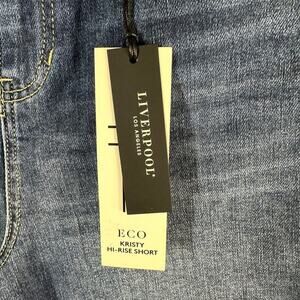 LIVERPOOL
LOS ANGELES
ECO
KRISTY
HI-RISE SHORT